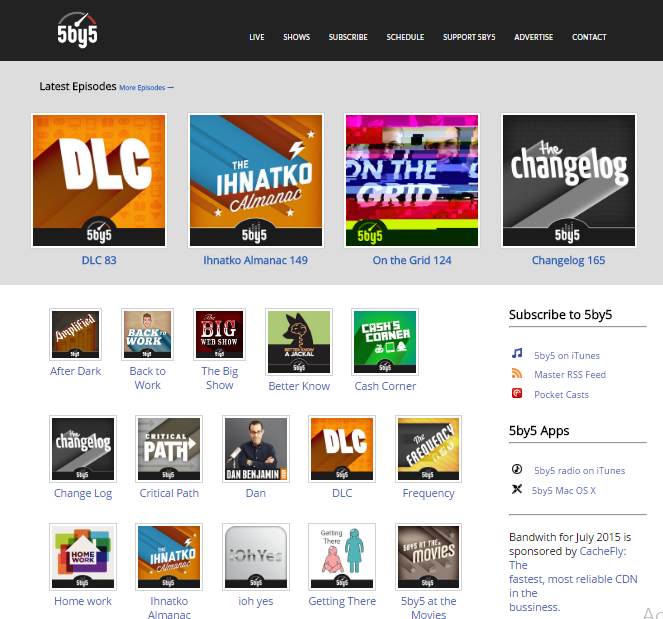 5by5
LIVE SHOWS SUBSCRIBE SCHEDULE SUPPORT 5BY5 ADVERTISE CONTACT
Latest Episodes More Episodes →
DLC
5by5
THE
IHNATKO
Almanac
5by5
ON THE
GRID
5by5
the
changelog
5by5
DLC 83
Ihnatko Almanac 149
On the Grid 124
Changelog 165
Amplified
5by5
After Dark
BACK TO
WORK
5by5
Back to
Work
The
BIG
WEB SHOW
5by5
The Big
Show
BETTER KNOW
A JACKAL
5by5
Better Know
CASH'S
CORNER
5by5
Cash Corner
the
changelog
5by5
Change Log
CRITICAL
PATH
5by5
Critical Path
DAN BENJAMIN
Dan
DLC
5by5
DLC
The
FREQUENCY
5by5
Frequency
HOME
WORK
5by5
Home work
THE
IHNATKO
Almanac
5by5
Ihnatko
Almanac
iOh Yes
5by5
ioh yes
Getting
There
5by5
Getting There
5BY5 AT THE
movies
5by5
5by5 at the
Movies
Subscribe to 5by5
5by5 on iTunes
Master RSS Feed
Pocket Casts
5by5 Apps
5by5 radio on iTunes
5by5 Mac OS X
Bandwith for July 2015 is
sponsored by CacheFly:
The
fastest, most reliable CDN
in the
bussiness.